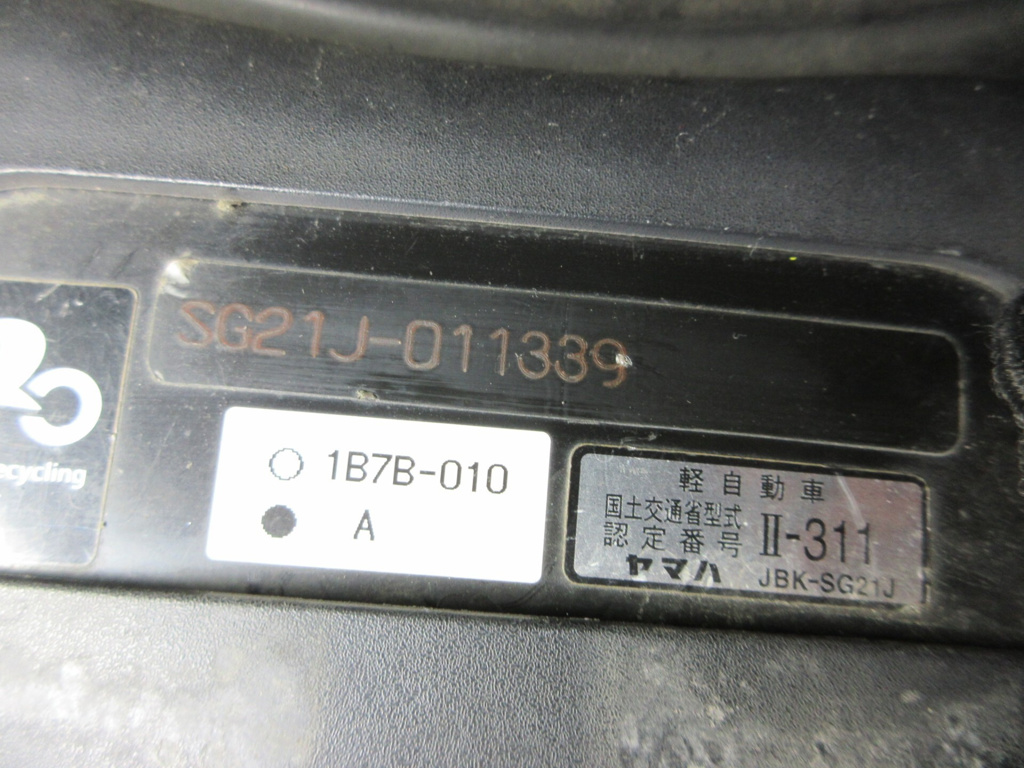 SG21J-011339
ecycling
1B7B-010
A
軽自動車
国土交通省型式
認定番号 II-311
ヤマハ JBK-SG21J